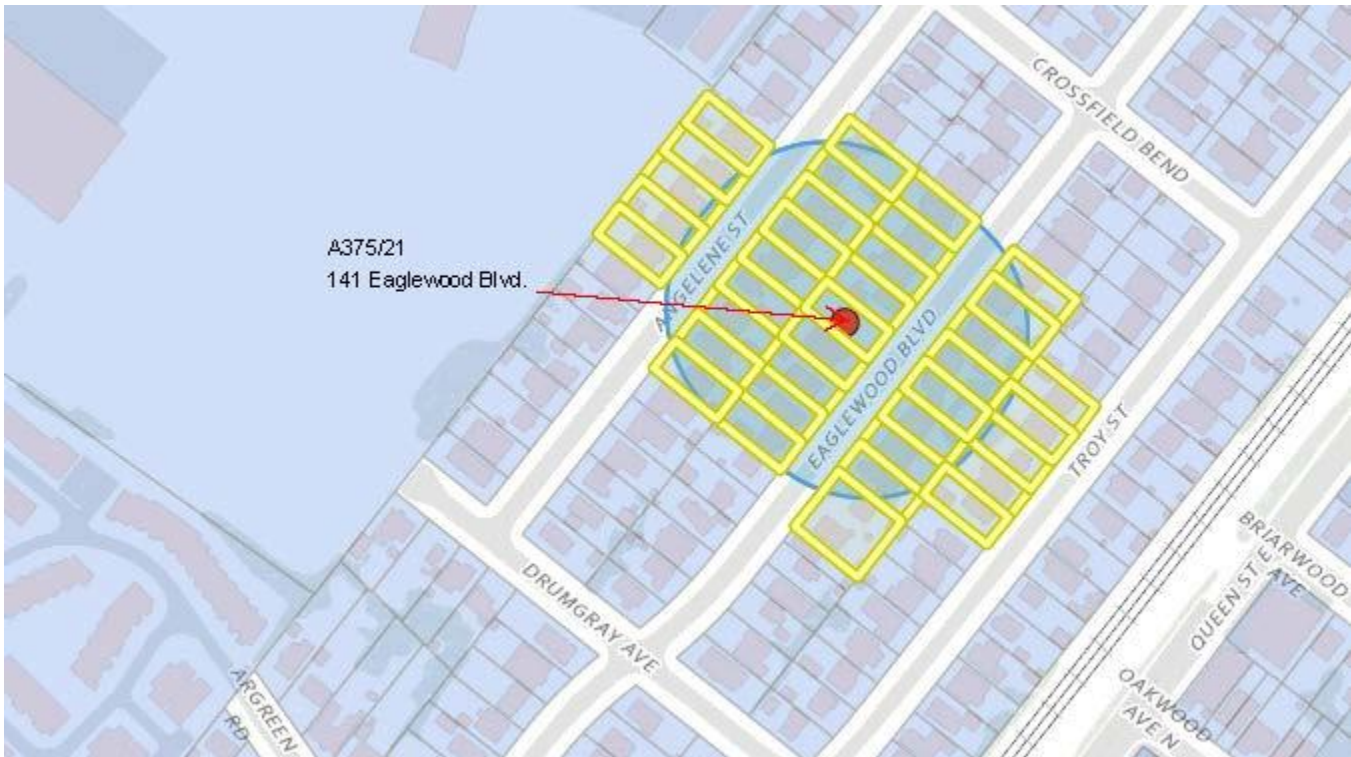 CROSSFIELD BEND
A375/21
141 Eaglewood Blvd.
ANGELENE ST
EAGLEWOOD BLVD
TROY ST
DRUMGRAY AVE
BRIARWOOD
AVE
QUEEN ST E
OAKWOOD
AVE N
ARGREEN
RD